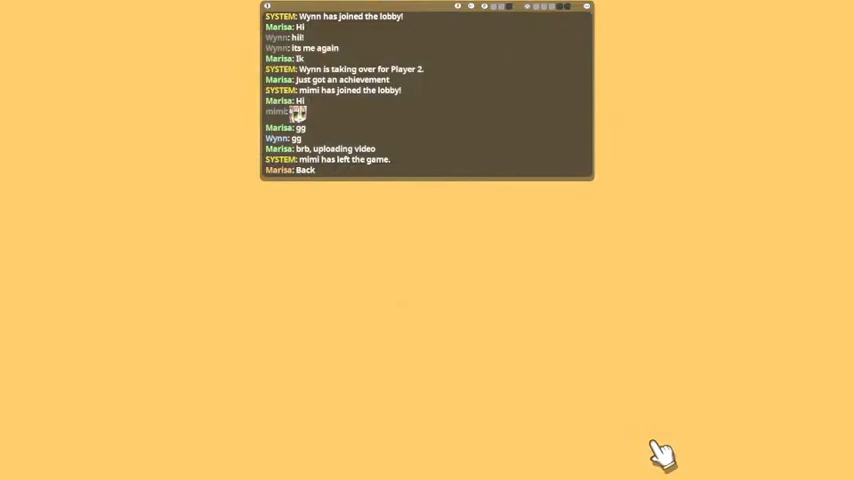 SYSTEM: Wynn has joined the lobby!
Marisa: Hi
Wynn: hii!
Wynn: its me again
Marisa: Ik
SYSTEM: Wynn is taking over for Player 2.
Marisa: Just got an achievement
SYSTEM: mimi has joined the lobby!
Marisa: Hi
mimi:
Marisa: gg
Wynn: gg
Marisa: brb, uploading video
SYSTEM: mimi has left the game.
Marisa: Back